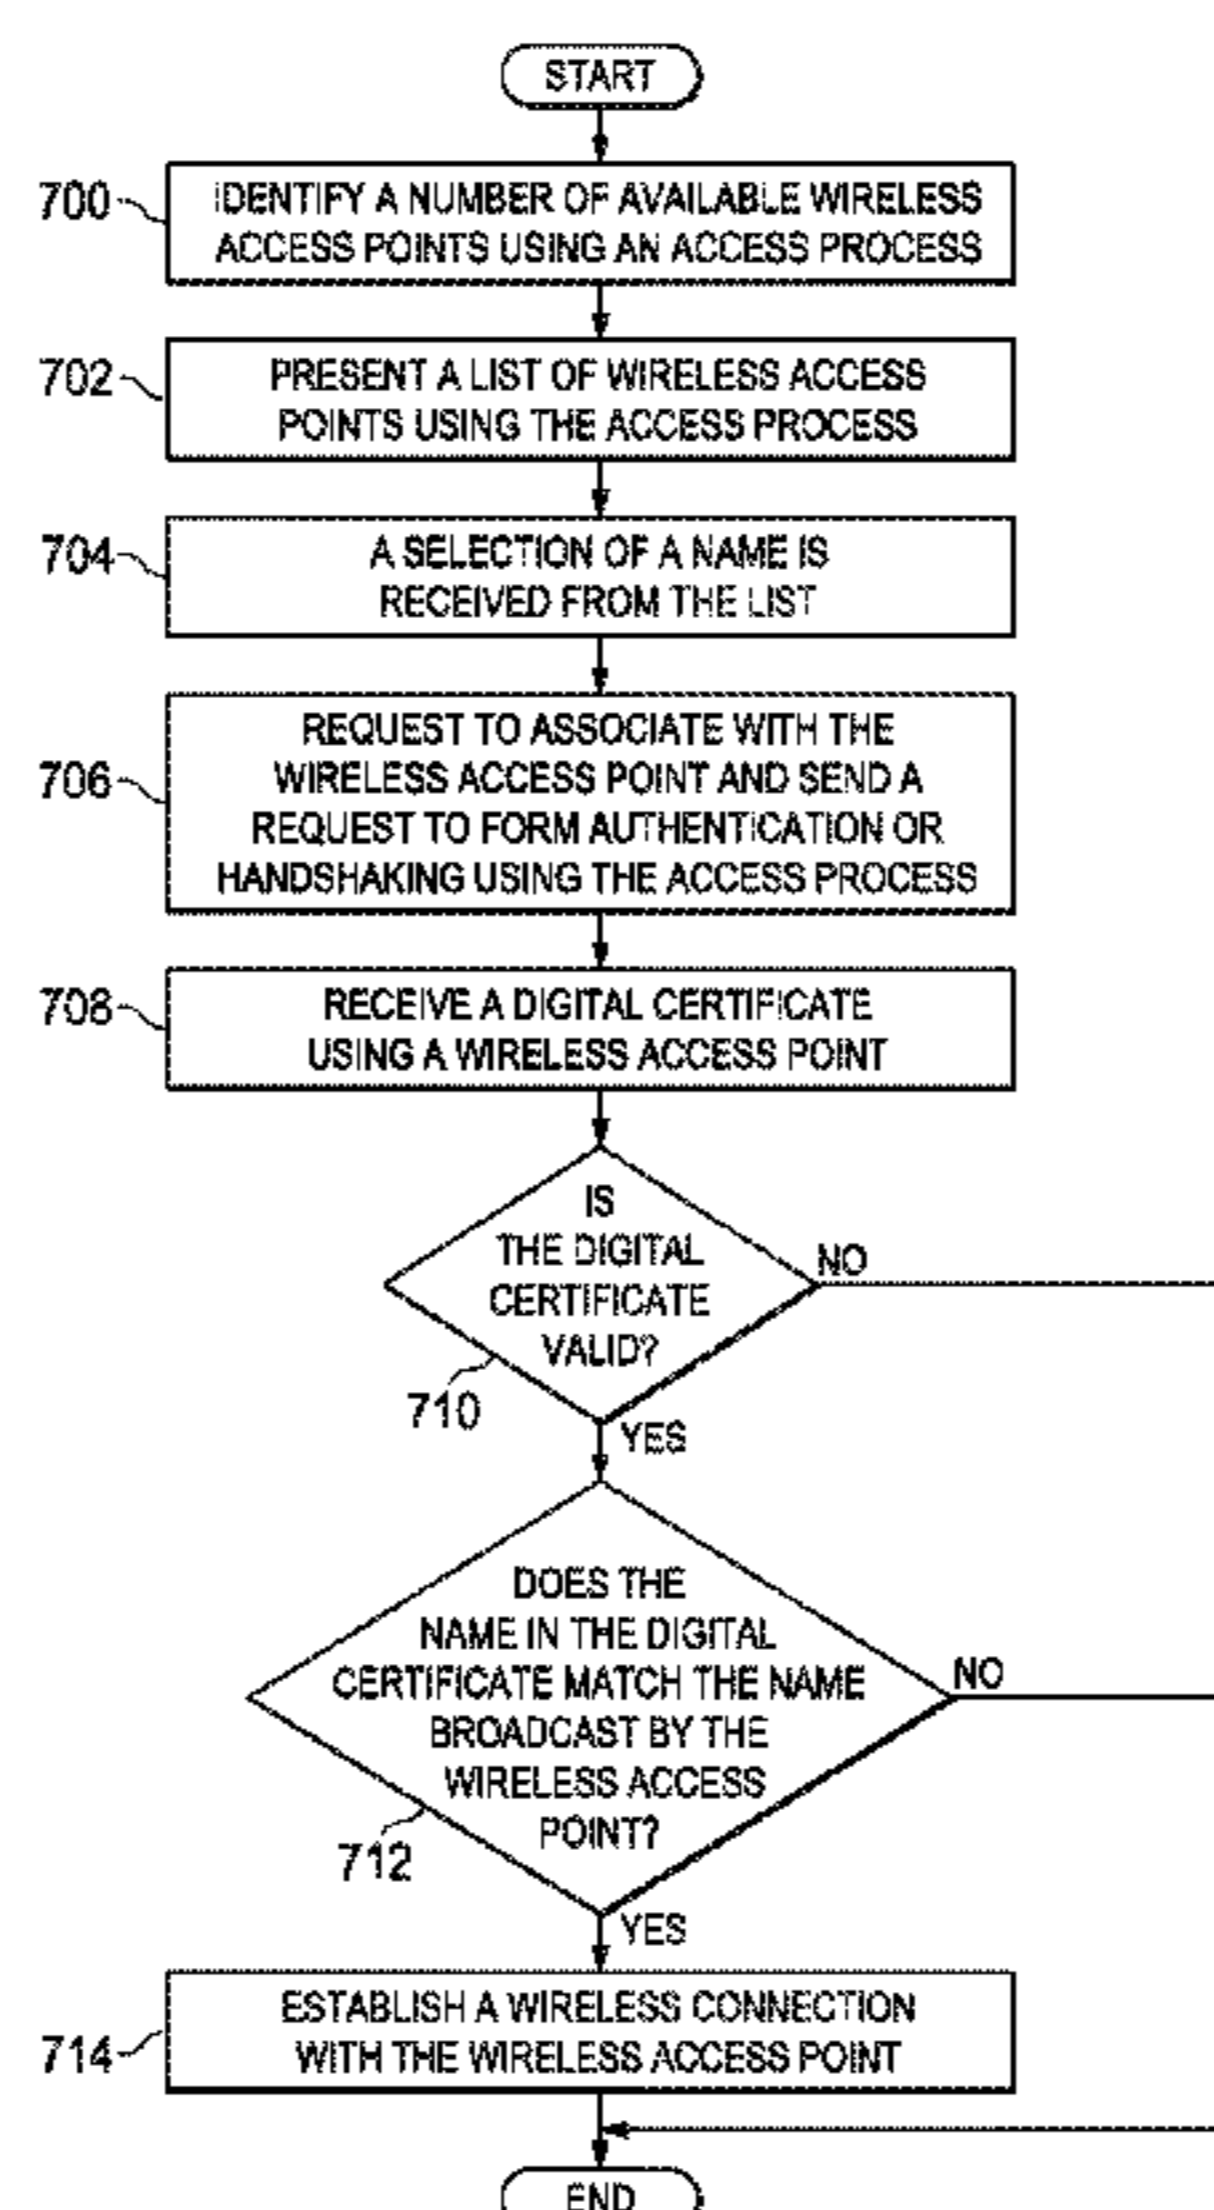 START
700
IDENTIFY A NUMBER OF AVAILABLE WIRELESS
ACCESS POINTS USING AN ACCESS PROCESS
702
PRESENT A LIST OF WIRELESS ACCESS
POINTS USING THE ACCESS PROCESS
704
A SELECTION OF A NAME IS
RECEIVED FROM THE LIST
706
REQUEST TO ASSOCIATE WITH THE
WIRELESS ACCESS POINT AND SEND A
REQUEST TO FORM AUTHENTICATION OR
HANDSHAKING USING THE ACCESS PROCESS
708
RECEIVE A DIGITAL CERTIFICATE
USING A WIRELESS ACCESS POINT
IS
THE DIGITAL
CERTIFICATE
VALID?
NO
710
YES
DOES THE
NAME IN THE DIGITAL
CERTIFICATE MATCH THE NAME
BROADCAST BY THE
WIRELESS ACCESS
POINT?
NO
712
YES
714
ESTABLISH A WIRELESS CONNECTION
WITH THE WIRELESS ACCESS POINT
END